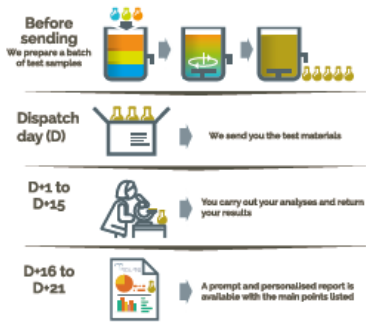 Before
sending
We prepare a batch
of test samples
Dispatch
day (D)
We send you the test materials
D+1 to
D+15
You carry out your analyses and return
your results
D+16 to
D+21
A prompt and personalised report is
available with the main points listed